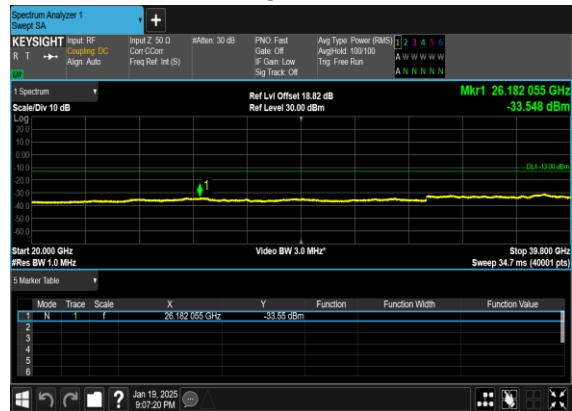 Spectrum Analyzer 1
Swept SA
+
KEYSIGHT Input: RF Input Z: 50 Ω #Atten: 30 dB PNO: Fast Avg Type: Power (RMS) 1 2 3 4 5 6
R T Coupling: DC Corr CCorr Gate: Off Avg|Hold: 100/100 A W W W W W
Align: Auto Freq Ref: Int (S) IF Gain: Low Trig: Free Run
Sig Track: Off A N N N N N
1 Spectrum Ref Lvl Offset 18.82 dB Mkr1 26.182 055 GHz
Scale/Div 10 dB Ref Level 30.00 dBm -33.548 dBm
Log
20.0
10.0
0.00
-10.0 DL1 -13.00 dBm
-20.0
-30.0 1
-40.0
-50.0
-60.0
Start 20.000 GHz Video BW 3.0 MHz* Stop 39.800 GHz
#Res BW 1.0 MHz Sweep 34.7 ms (40001 pts)
5 Marker Table
Mode Trace Scale X Y Function Function Width Function Value
1 N 1 f 26.182 055 GHz -33.55 dBm
2
3
4
5
6
? Jan 19, 2025
9:07:20 PM